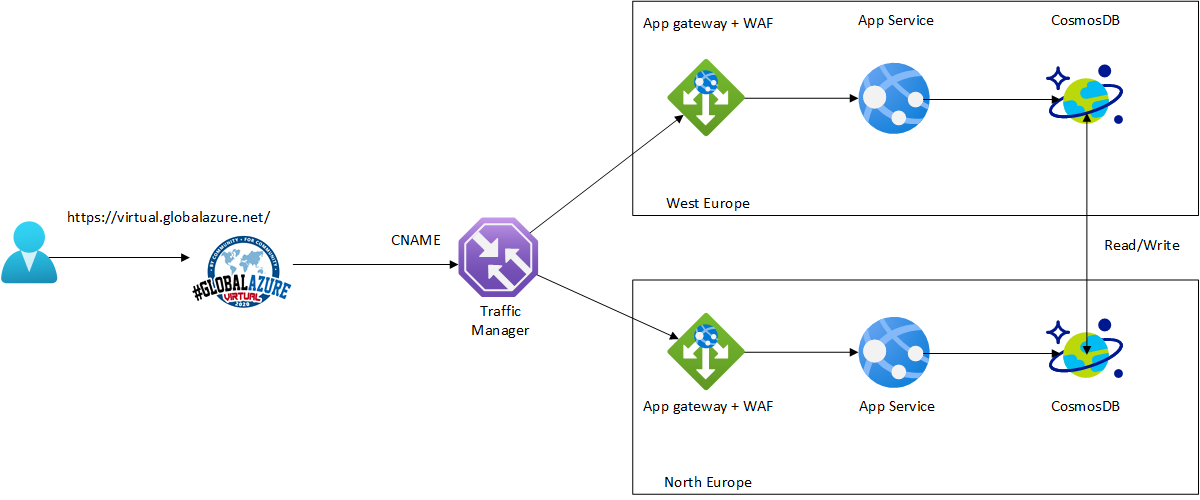 App gateway + WAF
App Service
CosmosDB
West Europe
https://virtual.globalazure.net/
BY COMMUNITY • FOR COMMUNITY
#GLOBALAZURE
VIRTUAL
2020
CNAME
Traffic
Manager
Read/Write
App gateway + WAF
App Service
CosmosDB
North Europe